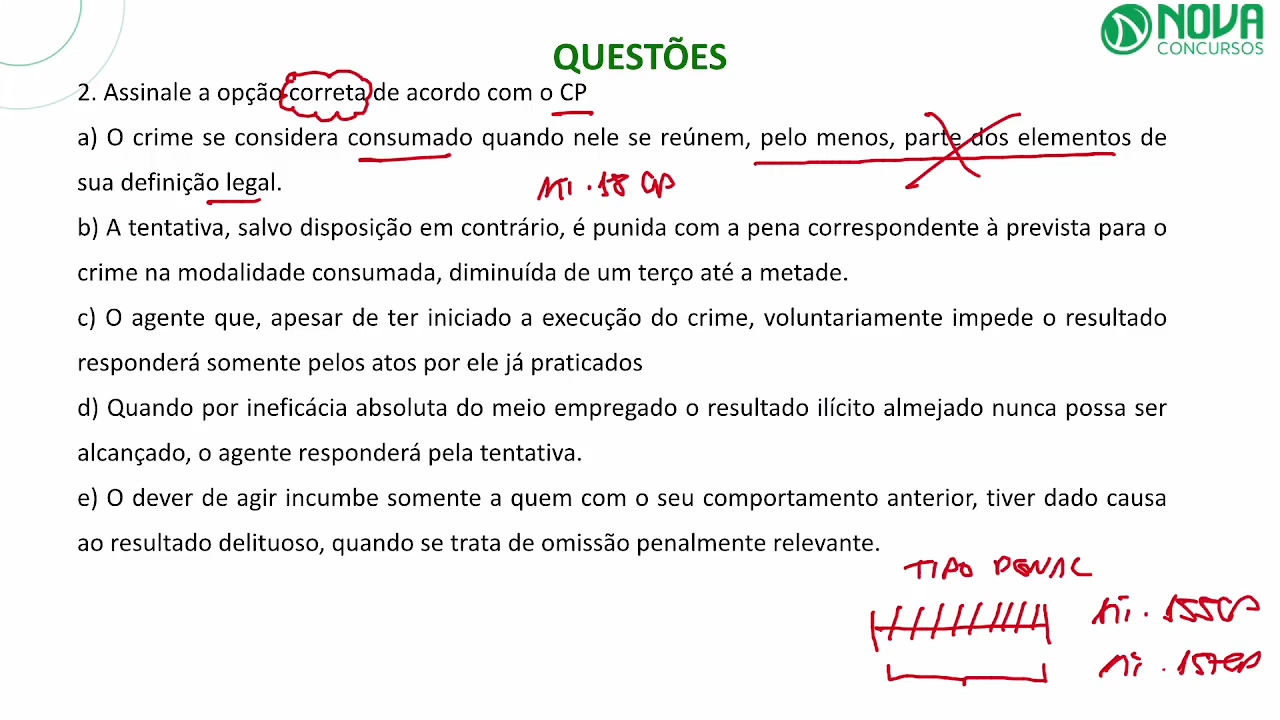 NOVA
CONCURSOS
QUESTÕES
2. Assinale a opção correta de acordo com o CP
a) O crime se considera consumado quando nele se reúnem, pelo menos, parte dos elementos de
sua definição legal.
Art. 18 CP
b) A tentativa, salvo disposição em contrário, é punida com a pena correspondente à prevista para o
crime na modalidade consumada, diminuída de um terço até a metade.
c) O agente que, apesar de ter iniciado a execução do crime, voluntariamente impede o resultado
responderá somente pelos atos por ele já praticados
d) Quando por ineficácia absoluta do meio empregado o resultado ilícito almejado nunca possa ser
alcançado, o agente responderá pela tentativa.
e) O dever de agir incumbe somente a quem com o seu comportamento anterior, tiver dado causa
ao resultado delituoso, quando se trata de omissão penalmente relevante.
TIPO PENAL
Art. 155 CP
Art. 157 CP